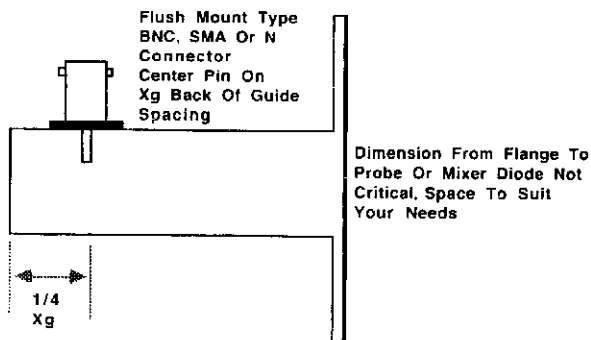 Flush Mount Type
BNC, SMA Or N
Connector
Center Pin On
Xg Back Of Guide
Spacing
Dimension From Flange To
Probe Or Mixer Diode Not
Critical, Space To Suit
Your Needs
1/4
Xg